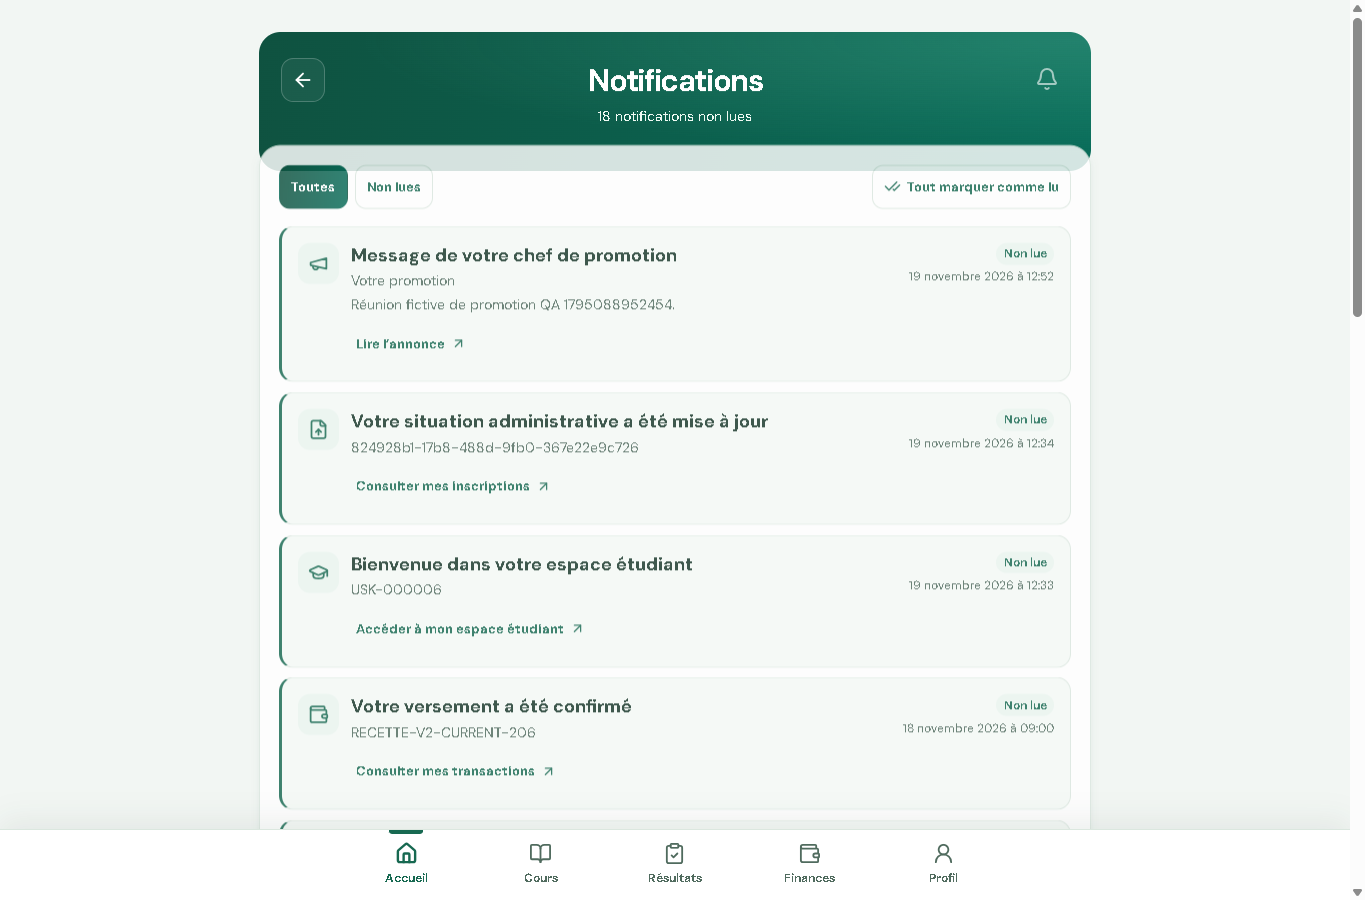 Notifications
18 notifications non lues
Toutes
Non lues
Tout marquer comme lu
Message de votre chef de promotion
Non lue
Votre promotion
19 novembre 2026 à 12:52
Réunion fictive de promotion QA 1795088952454.
Lire l'annonce
Votre situation administrative a été mise à jour
Non lue
824928b1-17b8-488d-9fb0-367e22e9c726
19 novembre 2026 à 12:34
Consulter mes inscriptions
Bienvenue dans votre espace étudiant
Non lue
USK-000006
19 novembre 2026 à 12:33
Accéder à mon espace étudiant
Votre versement a été confirmé
Non lue
RECETTE-V2-CURRENT-206
18 novembre 2026 à 09:00
Consulter mes transactions
Accueil
Cours
Résultats
Finances
Profil